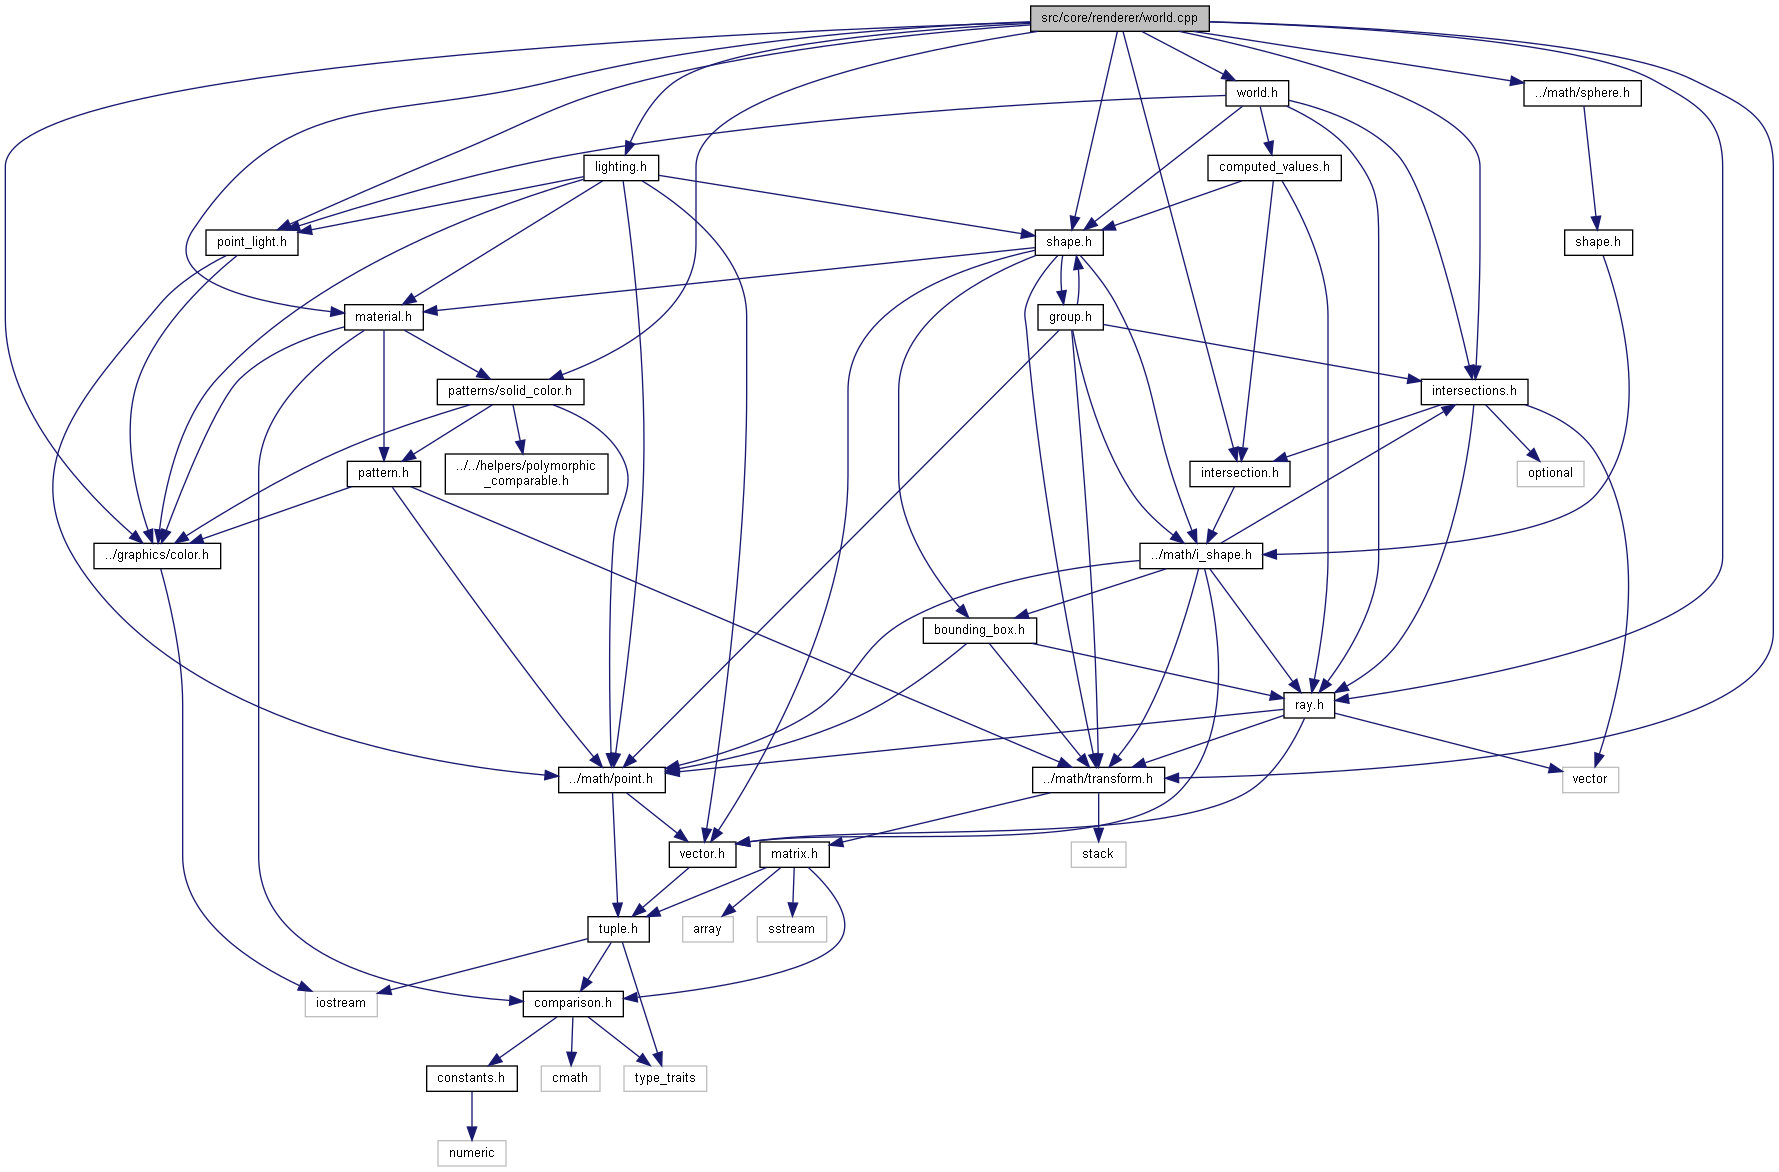 src/core/renderer/world.cpp
world.h
../math/sphere.h
lighting.h
computed_values.h
point_light.h
shape.h
shape.h
material.h
group.h
patterns/solid_color.h
intersections.h
pattern.h
../../helpers/polymorphic
_comparable.h
intersection.h
optional
../graphics/color.h
../math/i_shape.h
bounding_box.h
ray.h
../math/point.h
../math/transform.h
vector
vector.h
matrix.h
stack
tuple.h
array
sstream
iostream
comparison.h
constants.h
cmath
type_traits
numeric